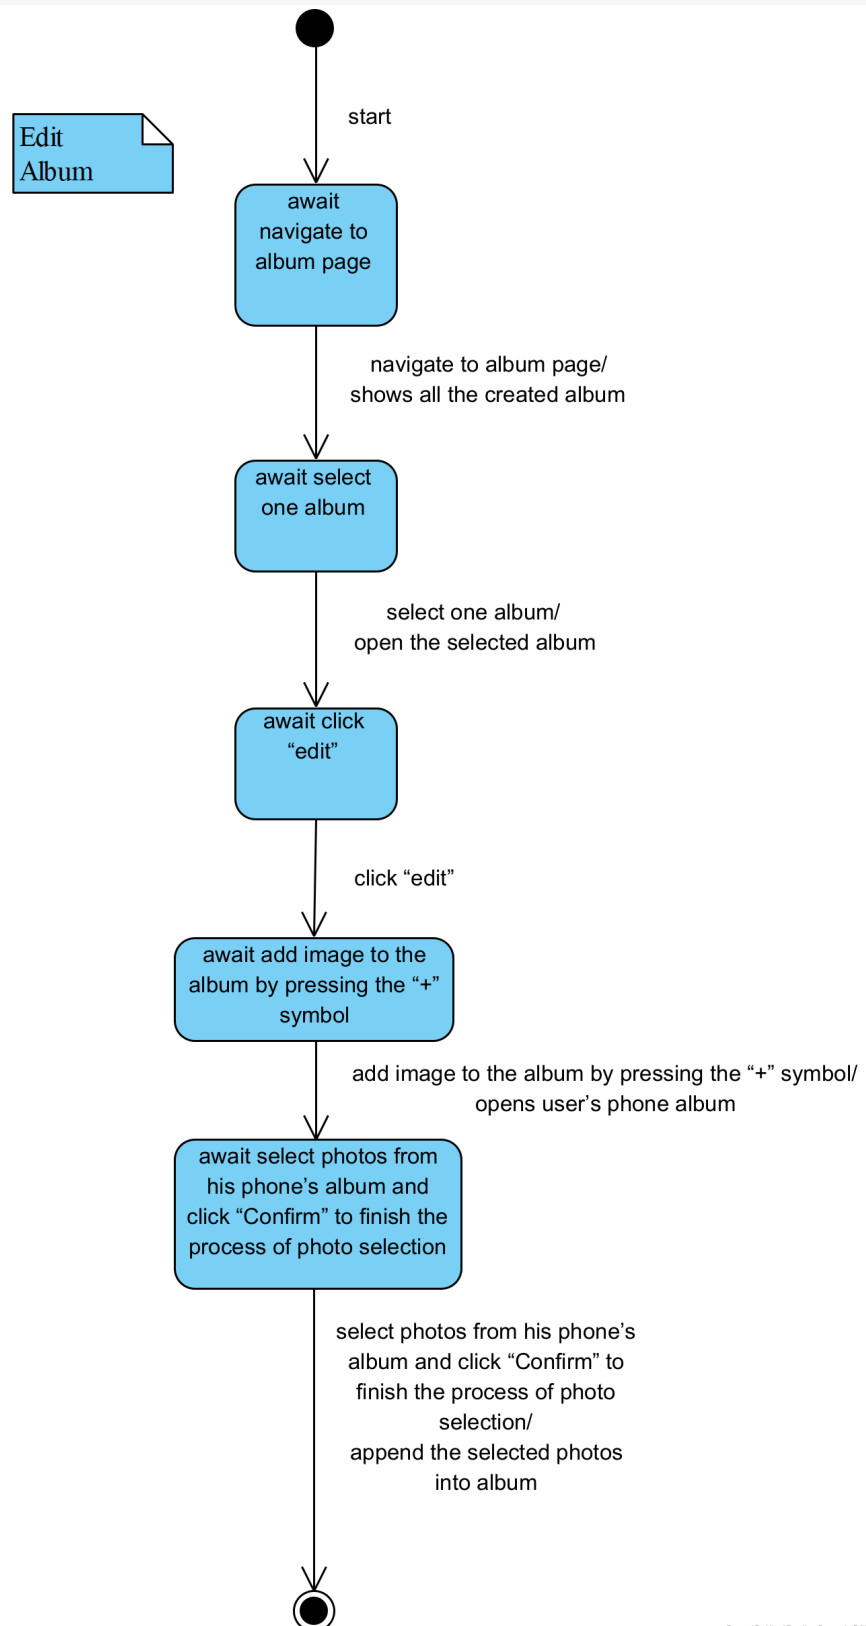 start
Edit
Album
await
navigate to
album page
navigate to album page/
shows all the created album
await select
one album
select one album/
open the selected album
await click
“edit”
click “edit”
await add image to the
album by pressing the “+”
symbol
add image to the album by pressing the “+” symbol/
opens user’s phone album
await select photos from
his phone’s album and
click “Confirm” to finish the
process of photo selection
select photos from his phone’s
album and click “Confirm” to
finish the process of photo
selection/
append the selected photos
into album